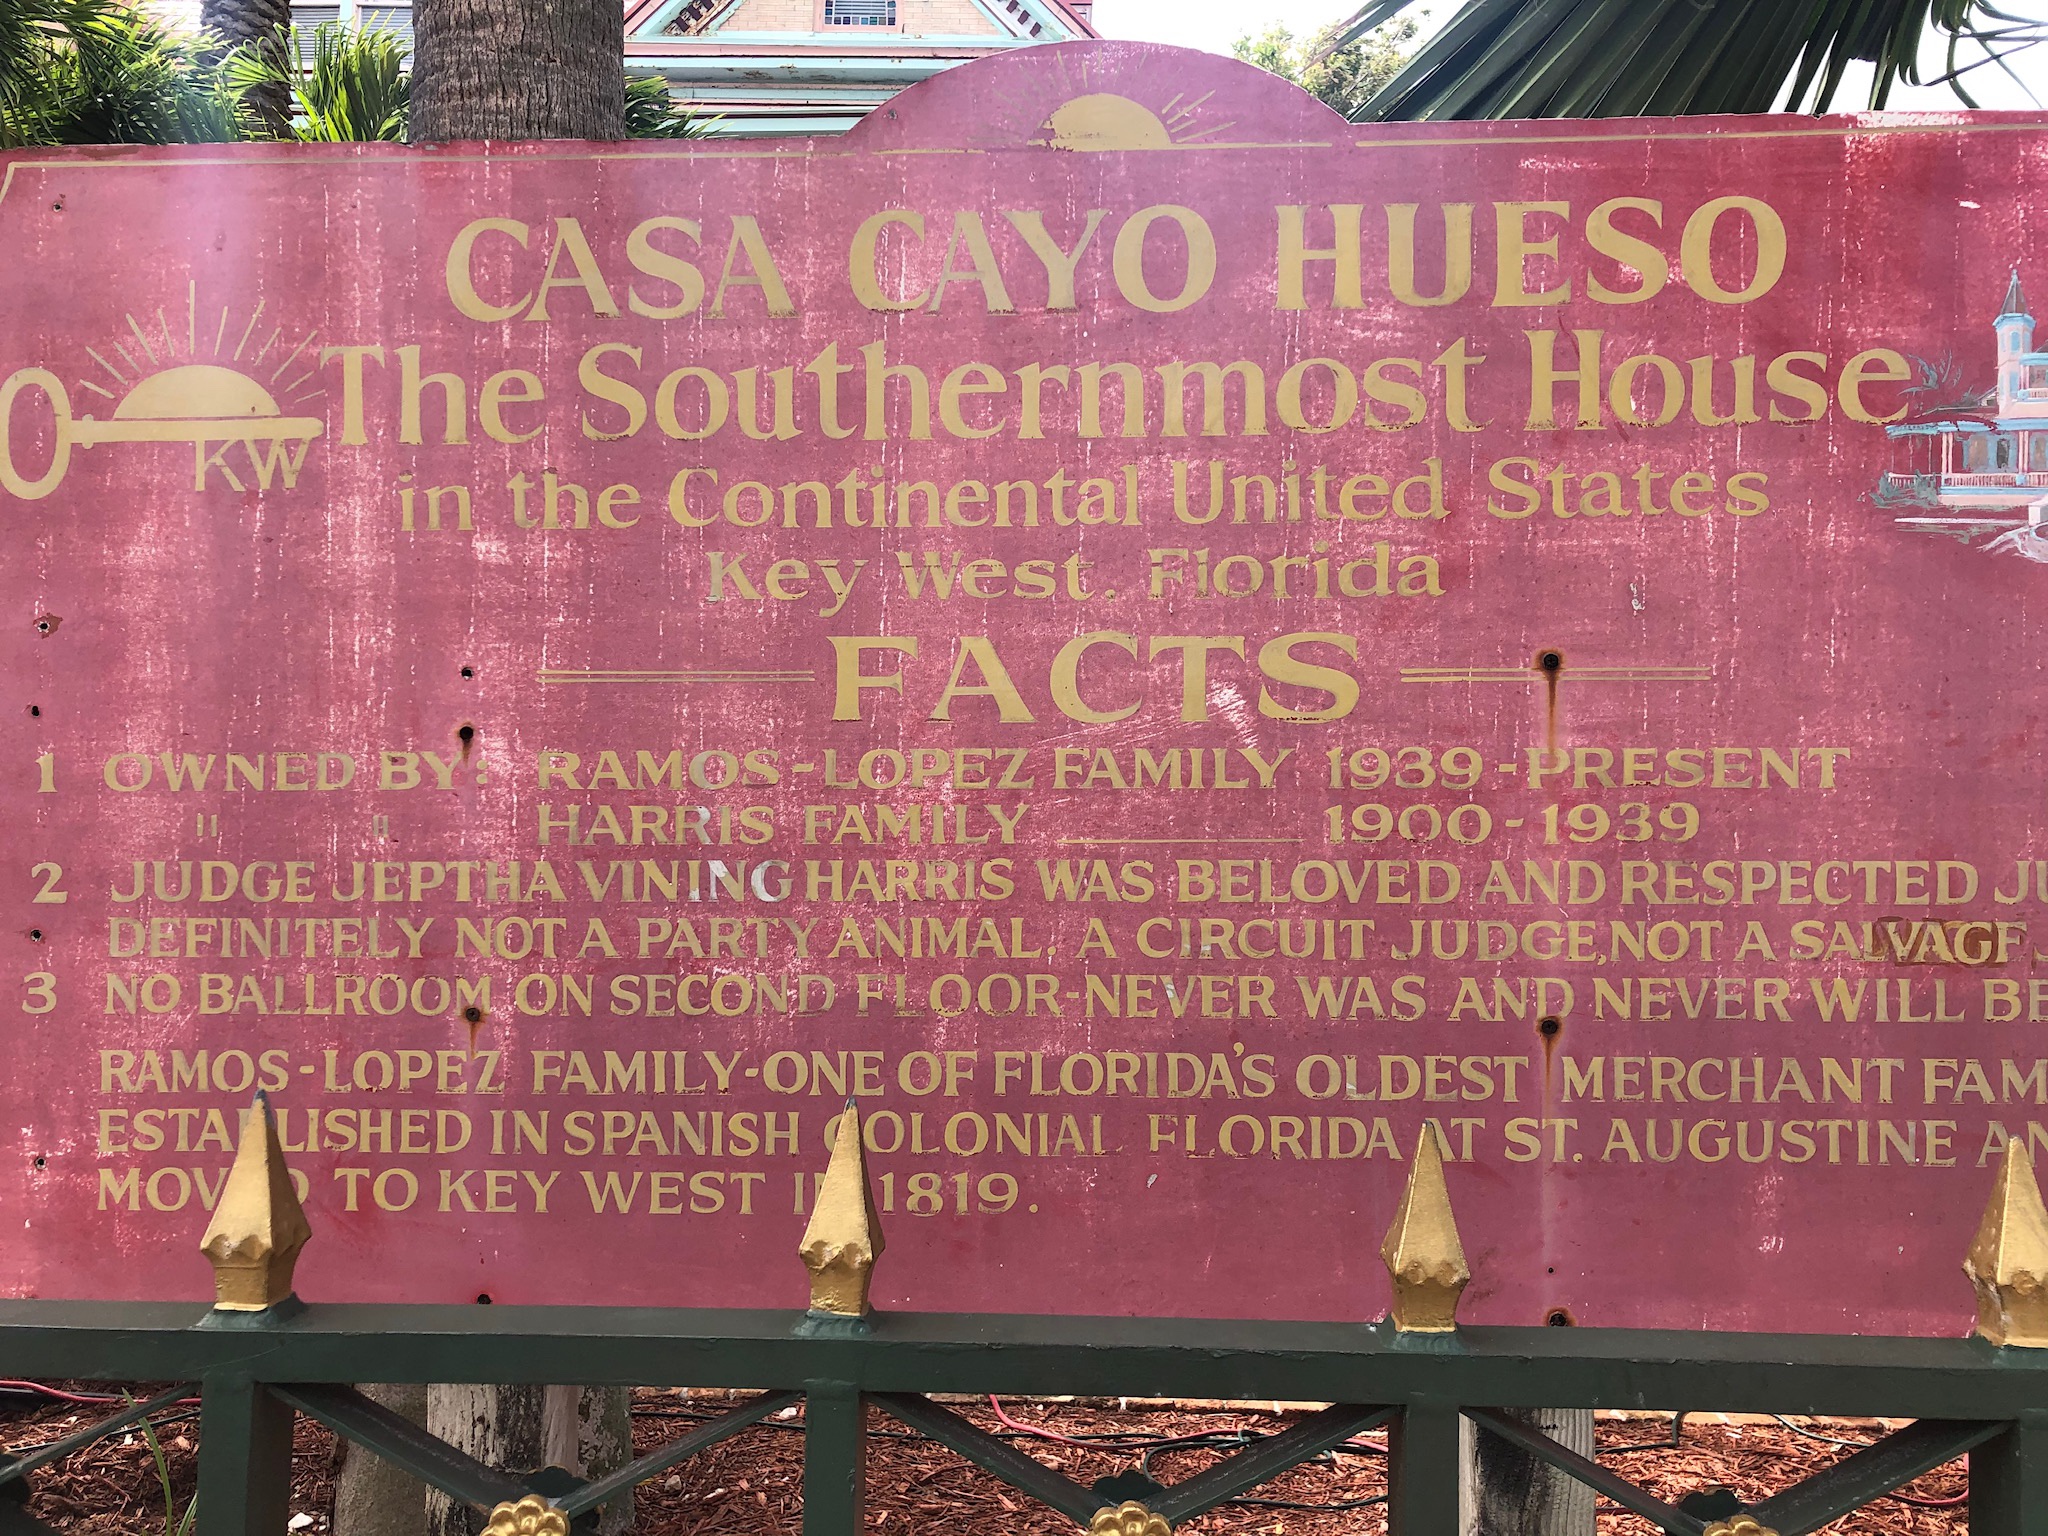 CASA CAYO HUESO
KW
The Southernmost House
in the Continental United States
Key West. Florida
FACTS
1 OWNED BY: RAMOS-LOPEZ FAMILY 1939-PRESENT
" " HARRIS FAMILY 1900-1939
2 JUDGE JEPTHA VINING HARRIS WAS BELOVED AND RESPECTED
DEFINITELY NOT A PARTY ANIMAL. A CIRCUIT JUDGE, NOT A SALVAGE
3 NO BALLROOM ON SECOND FLOOR-NEVER WAS AND NEVER WILL BE
RAMOS-LOPEZ FAMILY-ONE OF FLORIDA'S OLDEST MERCHANT FAM
ESTABLISHED IN SPANISH COLONIAL FLORIDA AT ST. AUGUSTINE AN
MOVED TO KEY WEST IN 1819.